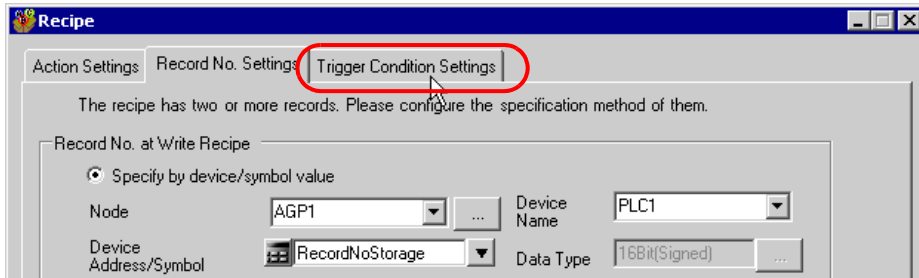 Recipe
Action Settings Record No. Settings Trigger Condition Settings
The recipe has two or more records. Please configure the specification method of them.
Record No. at Write Recipe
Specify by device/symbol value
Node AGP1 ... Device Name PLC1
Device Address/Symbol RecordNoStorage Data Type 16Bit(Signed) ...